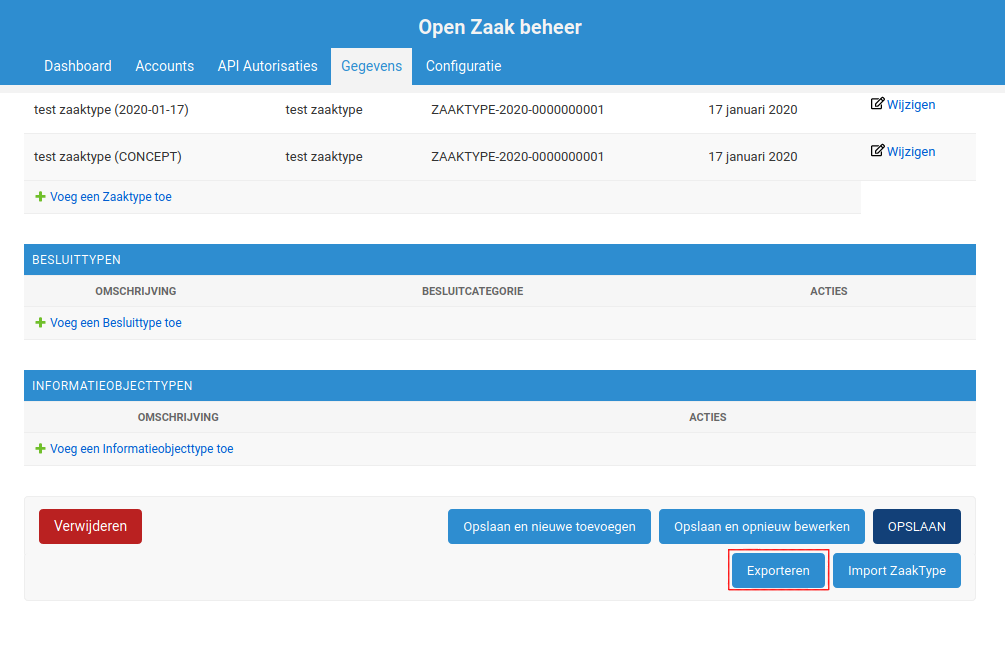 Open Zaak beheer
Dashboard Accounts API Autorisaties Gegevens Configuratie
test zaaktype (2020-01-17) test zaaktype ZAAKTYPE-2020-0000000001 17 januari 2020 Wijzigen
test zaaktype (CONCEPT) test zaaktype ZAAKTYPE-2020-0000000001 17 januari 2020 Wijzigen
Voeg een Zaaktype toe
BESLUITTYPEN
OMSCHRIJVING BESLUITCATEGORIE ACTIES
Voeg een Besluittype toe
INFORMATIEOBJECTTYPEN
OMSCHRIJVING ACTIES
Voeg een Informatieobjecttype toe
Verwijderen Opslaan en nieuwe toevoegen Opslaan en opnieuw bewerken OPSLAAN
Exporteren Import ZaakType